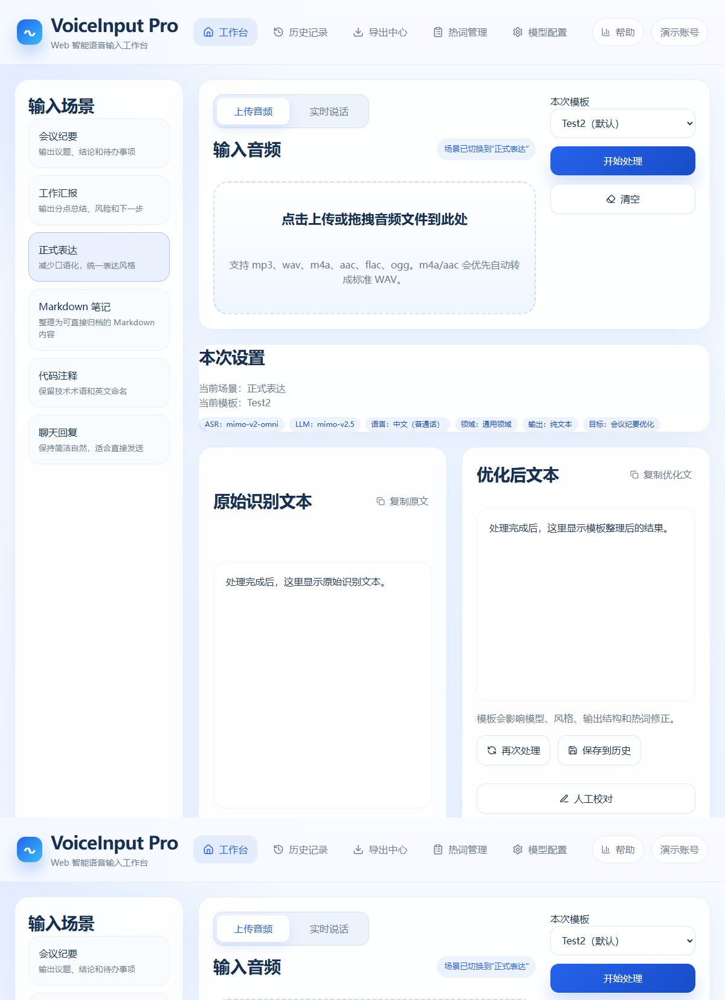 VoiceInput Pro
Web 智能语音输入工作台
工作台
历史记录
导出中心
热词管理
模型配置
帮助
演示账号
输入场景
会议纪要
输出议题、结论和待办事项
工作汇报
输出分点总结、风险和下一步
正式表达
减少口语化，统一表达风格
Markdown 笔记
整理为可直接归档的 Markdown
内容
代码注释
保留技术术语和英文命名
聊天回复
保持简洁自然，适合直接发送
上传音频
实时说话
输入音频
场景已切换到“正式表达”
点击上传或拖拽音频文件到此处
支持 mp3、wav、m4a、aac、flac、ogg。m4a/aac 会优先自动转
成标准 WAV。
本次模板
Test2（默认）
开始处理
清空
本次设置
当前场景：正式表达
当前模板：Test2
ASR：mimo-v2-omni
LLM：mimo-v2.5
语言：中文（普通话）
领域：通用领域
输出：纯文本
目标：会议纪要优化
原始识别文本
复制原文
处理完成后，这里显示原始识别文本。
优化后文本
复制优化文
处理完成后，这里显示模板整理后的结果。
模板会影响模型、风格、输出结构和热词修正。
再次处理
保存到历史
人工校对
VoiceInput Pro
Web 智能语音输入工作台
工作台
历史记录
导出中心
热词管理
模型配置
帮助
演示账号
输入场景
会议纪要
输出议题、结论和待办事项
上传音频
实时说话
输入音频
场景已切换到“正式表达”
本次模板
Test2（默认）
开始处理